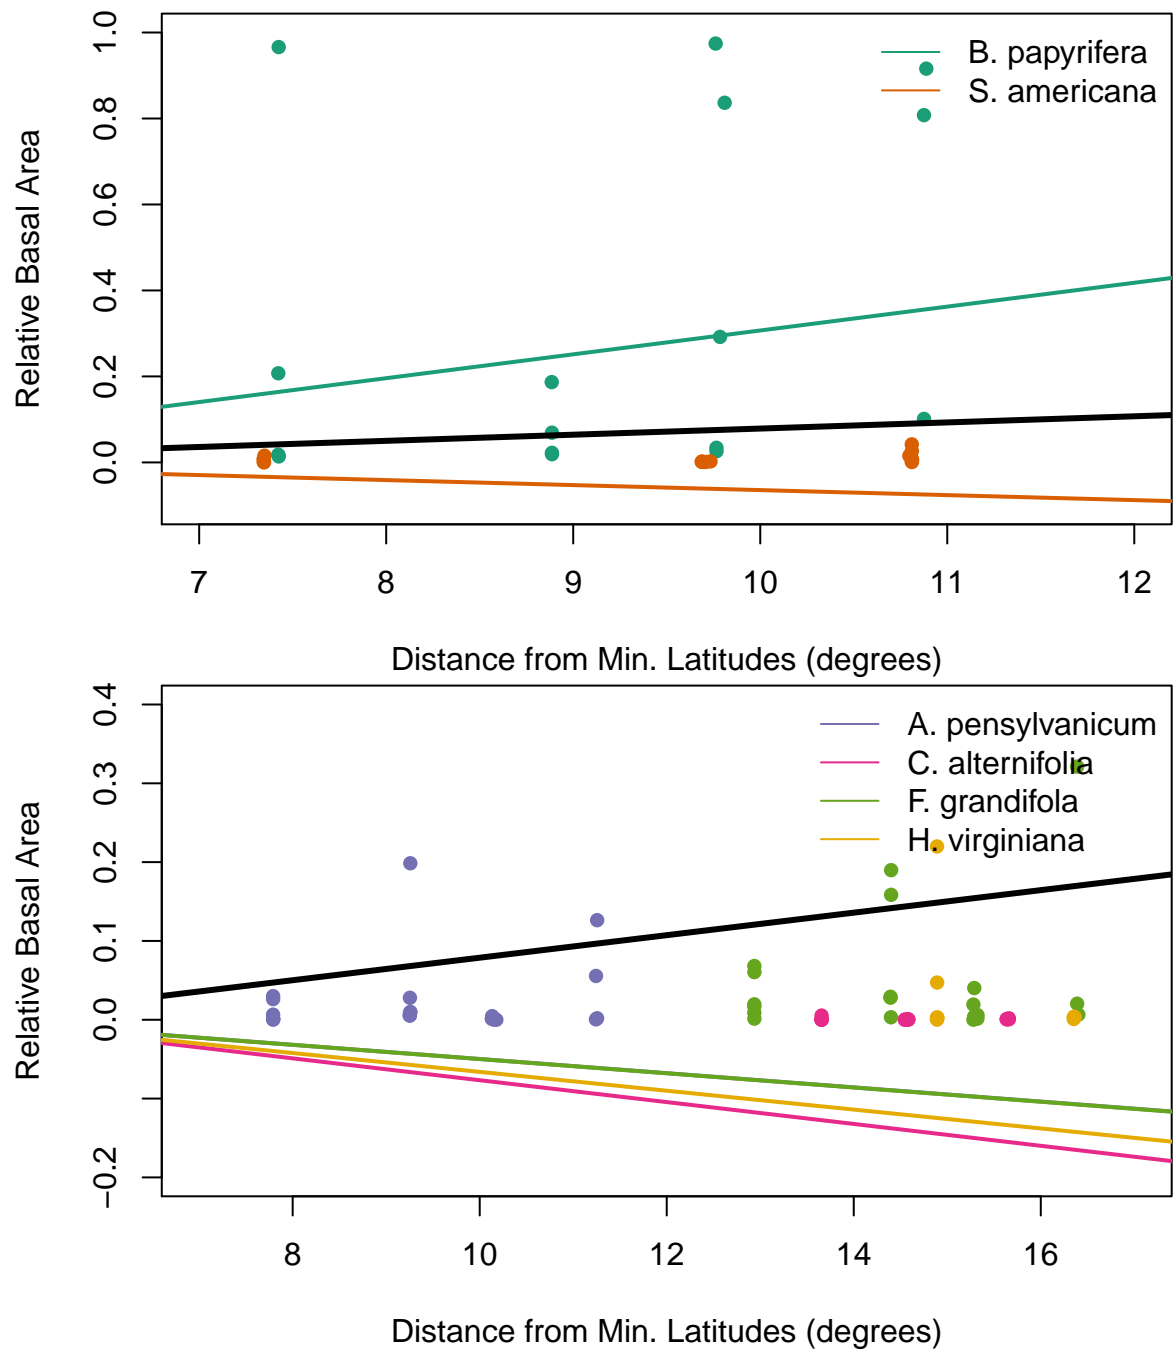 Relative Basal Area
1.0
0.8
0.6
0.4
0.2
0.0
B. papyrifera
S. americana
7 8 9 10 11 12
Distance from Min. Latitudes (degrees)
Relative Basal Area
0.4
0.3
0.2
0.1
0.0
−0.2
A. pensylvanicum
C. alternifolia
F. grandifola
H. virginiana
8 10 12 14 16
Distance from Min. Latitudes (degrees)